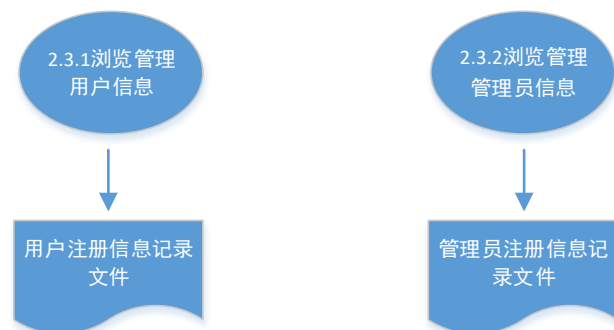 2.3.1浏览管理
用户信息
2.3.2浏览管理
管理员信息
用户注册信息记录
文件
管理员注册信息记
录文件